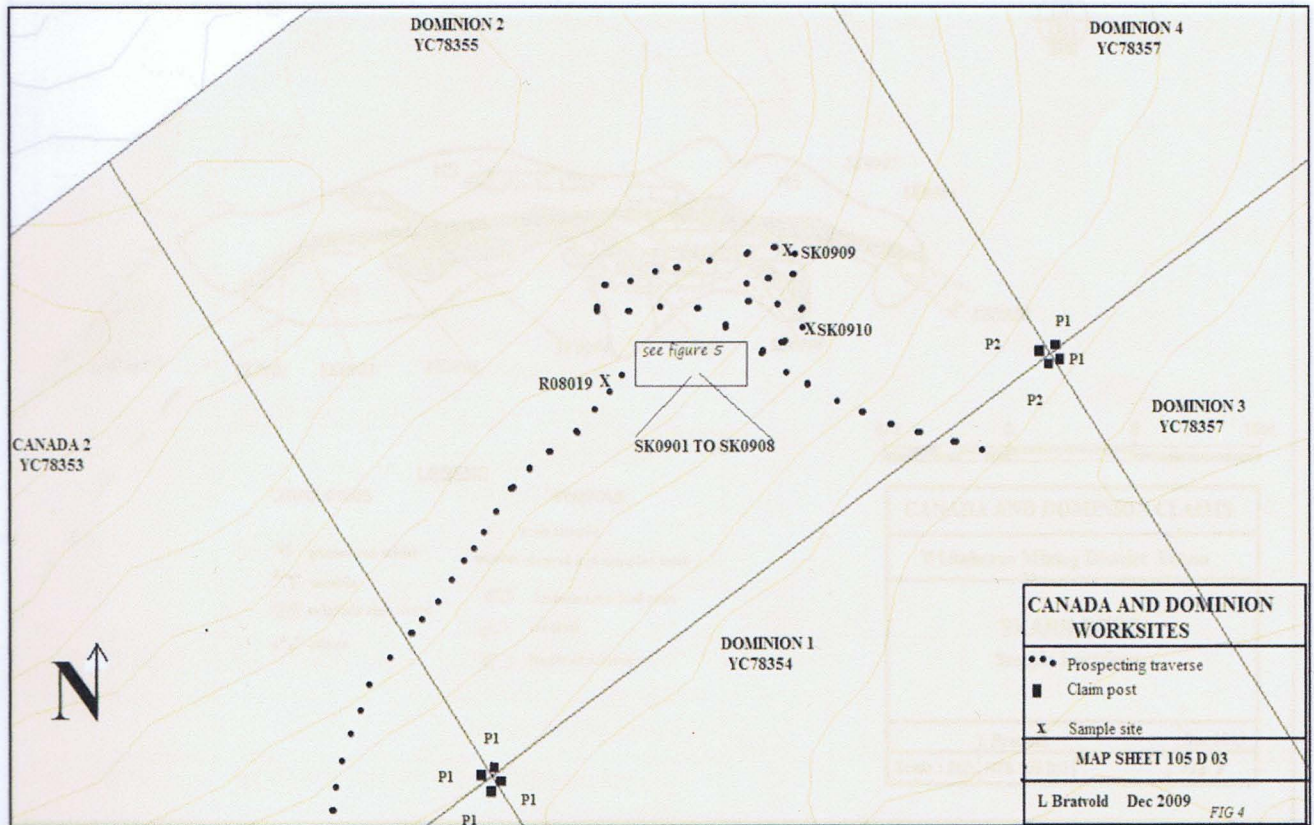 DOMINION 2
YC78355
DOMINION 4
YC78357
X SK0909
XSK0910
P1
P2
P1
P2
see figure 5
R08019 X
SK0901 TO SK0908
DOMINION 3
YC78357
CANADA 2
YC78353
DOMINION 1
YC78354
N
P1
P1
P1
P1
CANADA AND DOMINION
WORKSITES
Prospecting traverse
Claim post
x Sample site
MAP SHEET 105 D 03
L Bratvold Dec 2009
FIG 4